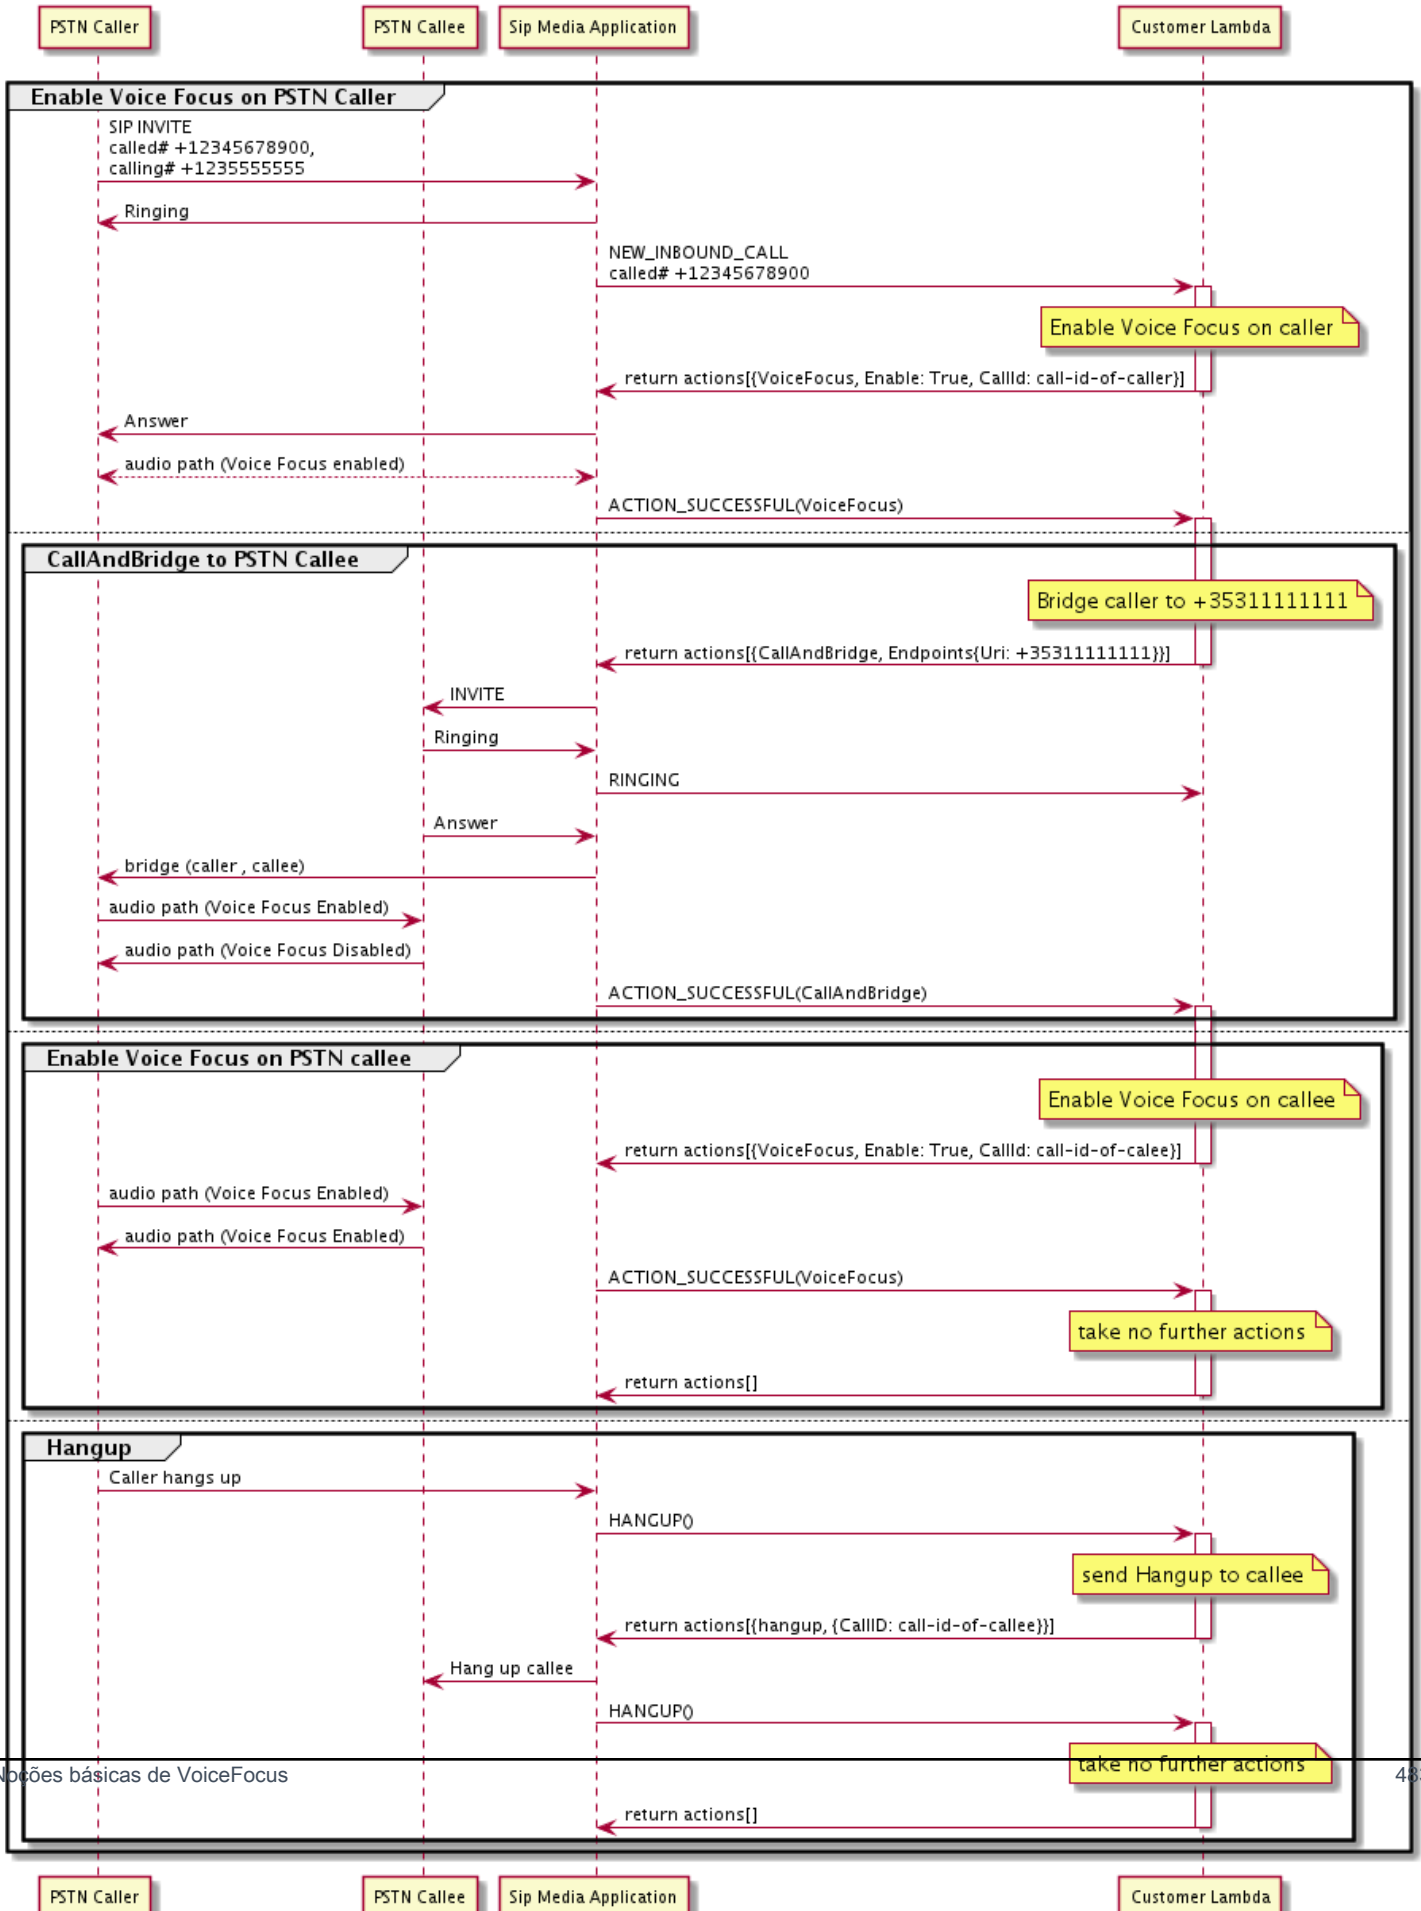 PSTN Caller
PSTN Callee
Sip Media Application
Customer Lambda
Enable Voice Focus on PSTN Caller
SIP INVITE
called# +12345678900,
calling# +1235555555
Ringing
NEW_INBOUND_CALL
called# +12345678900
Enable Voice Focus on caller
return actions[{VoiceFocus, Enable: True, CallId: call-id-of-caller}]
Answer
audio path (Voice Focus enabled)
ACTION_SUCCESSFUL(VoiceFocus)
CallAndBridge to PSTN Callee
Bridge caller to +35311111111
return actions[{CallAndBridge, Endpoints{Uri: +35311111111}}]
INVITE
Ringing
RINGING
Answer
bridge (caller , callee)
audio path (Voice Focus Enabled)
audio path (Voice Focus Disabled)
ACTION_SUCCESSFUL(CallAndBridge)
Enable Voice Focus on PSTN callee
Enable Voice Focus on callee
return actions[{VoiceFocus, Enable: True, CallId: call-id-of-calee}]
audio path (Voice Focus Enabled)
audio path (Voice Focus Enabled)
ACTION_SUCCESSFUL(VoiceFocus)
take no further actions
return actions[]
Hangup
Caller hangs up
HANGUP()
send Hangup to callee
return actions[{hangup, {CallID: call-id-of-callee}}]
Hang up callee
HANGUP()
take no further actions
Noções básicas de VoiceFocus
return actions[]
PSTN Caller
PSTN Callee
Sip Media Application
Customer Lambda